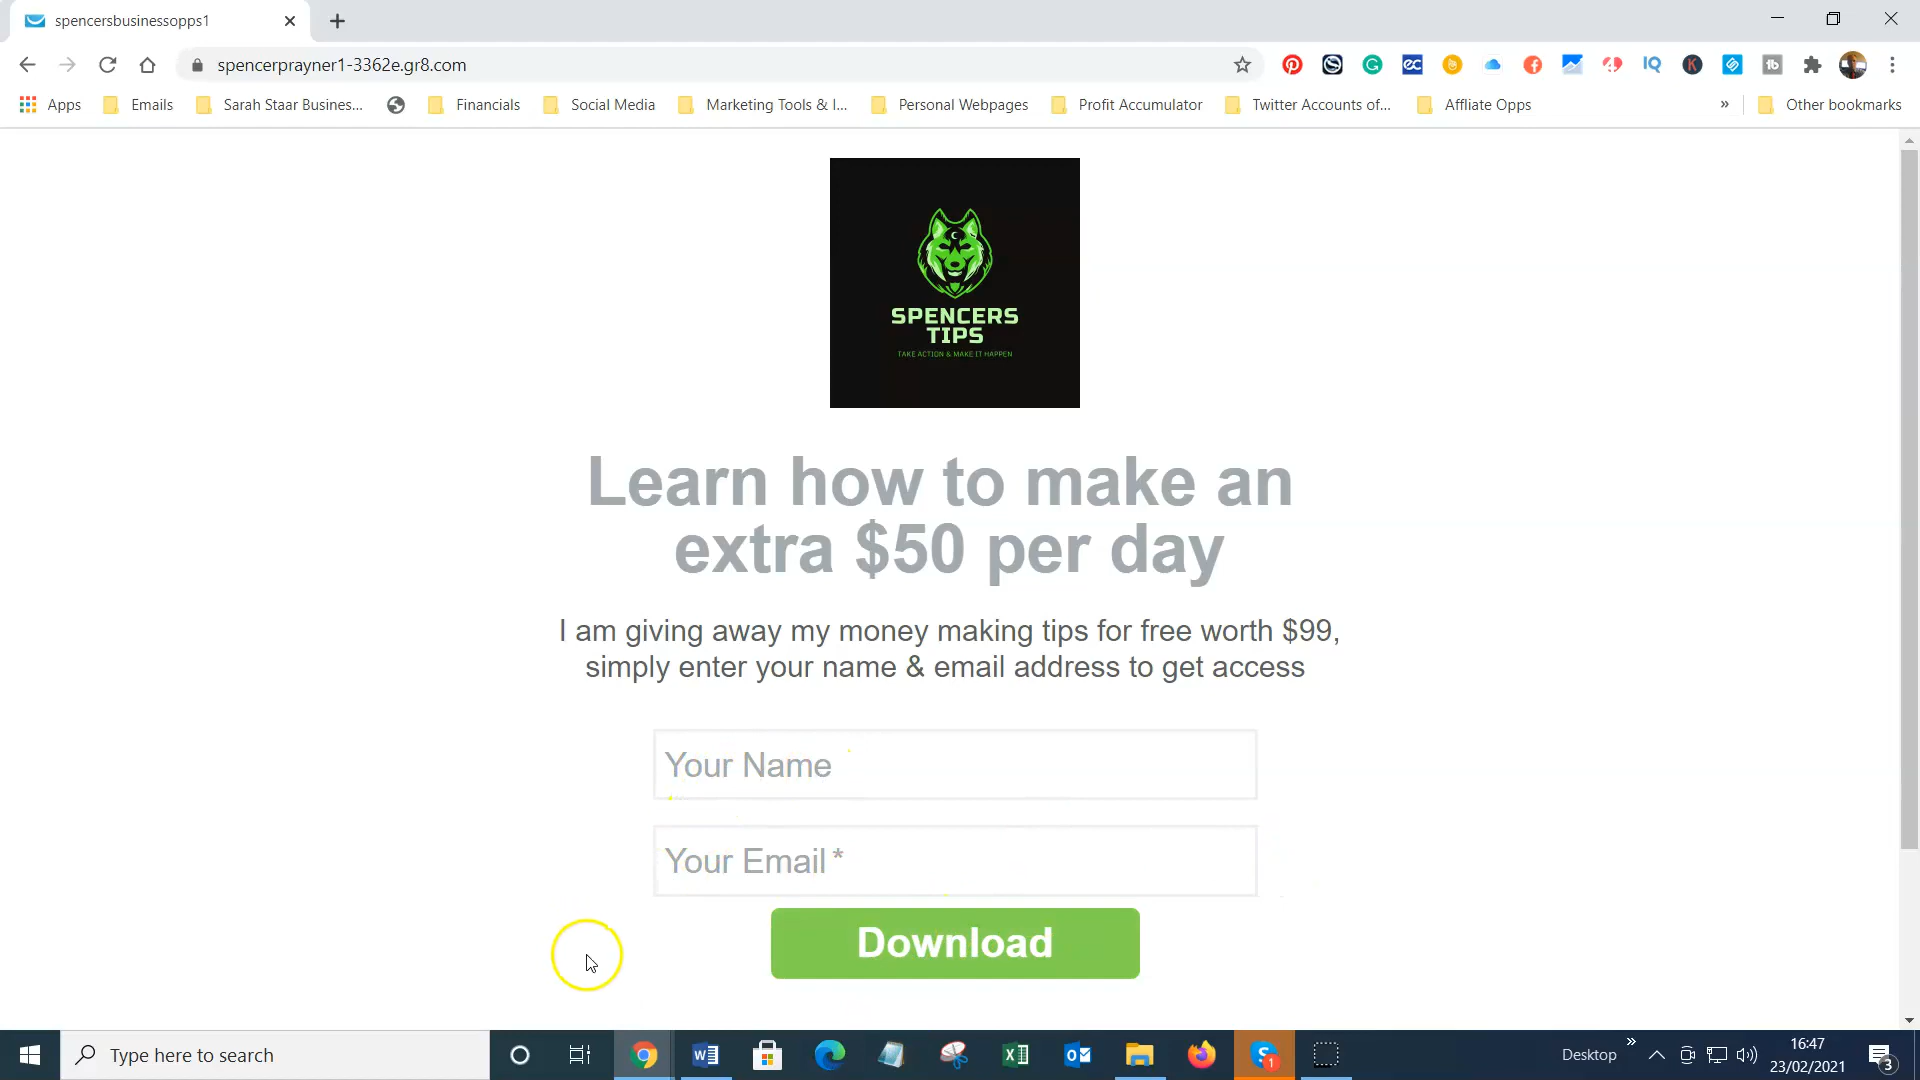 spencersbusinessopps1
spencerprayner1-3362e.gr8.com
Apps Emails Sarah Staar Busines... Financials Social Media Marketing Tools & I... Personal Webpages Profit Accumulator Twitter Accounts of... Affliate Opps » Other bookmarks
SPENCERS
TIPS
TAKE ACTION & MAKE IT HAPPEN
Learn how to make an
extra $50 per day
I am giving away my money making tips for free worth $99,
simply enter your name & email address to get access
Your Name
Your Email *
Download
Type here to search
Desktop »
16:47
23/02/2021
1
3